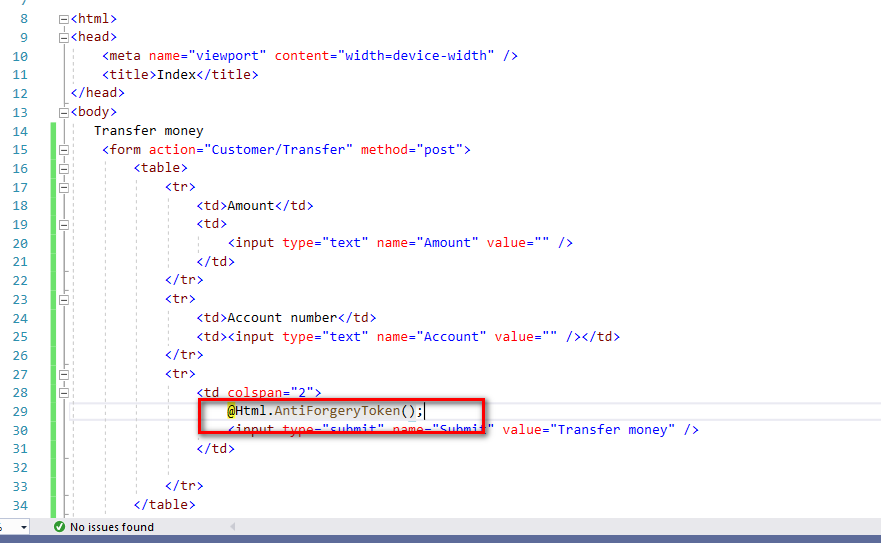 7
8 <html>
9 <head>
10 <meta name="viewport" content="width=device-width" />
11 <title>Index</title>
12 </head>
13 <body>
14 Transfer money
15 <form action="Customer/Transfer" method="post">
16 <table>
17 <tr>
18 <td>Amount</td>
19 <td>
20 <input type="text" name="Amount" value="" />
21 </td>
22 </tr>
23 <tr>
24 <td>Account number</td>
25 <td><input type="text" name="Account" value="" /></td>
26 </tr>
27 <tr>
28 <td colspan="2">
29 @Html.AntiForgeryToken();
30 <input type="submit" name="Submit" value="Transfer money" />
31 </td>
32
33 </tr>
34 </table>
% No issues found